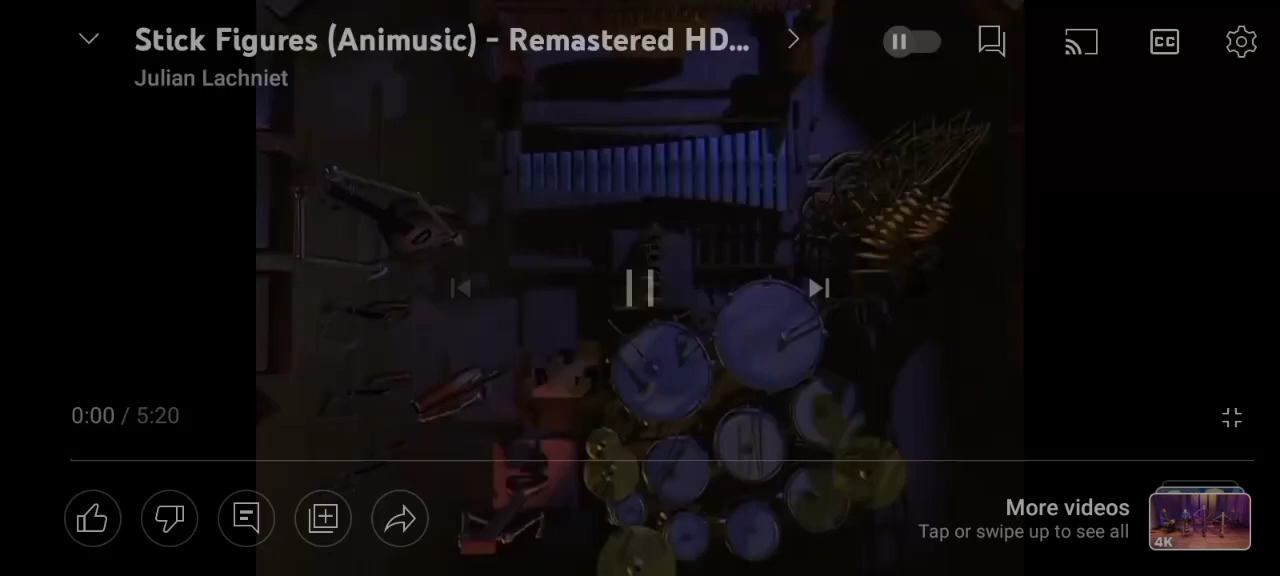 Stick Figures (Animusic) - Remastered HD...
Julian Lachniet
CC
0:00 / 5:20
More videos
Tap or swipe up to see all
4K